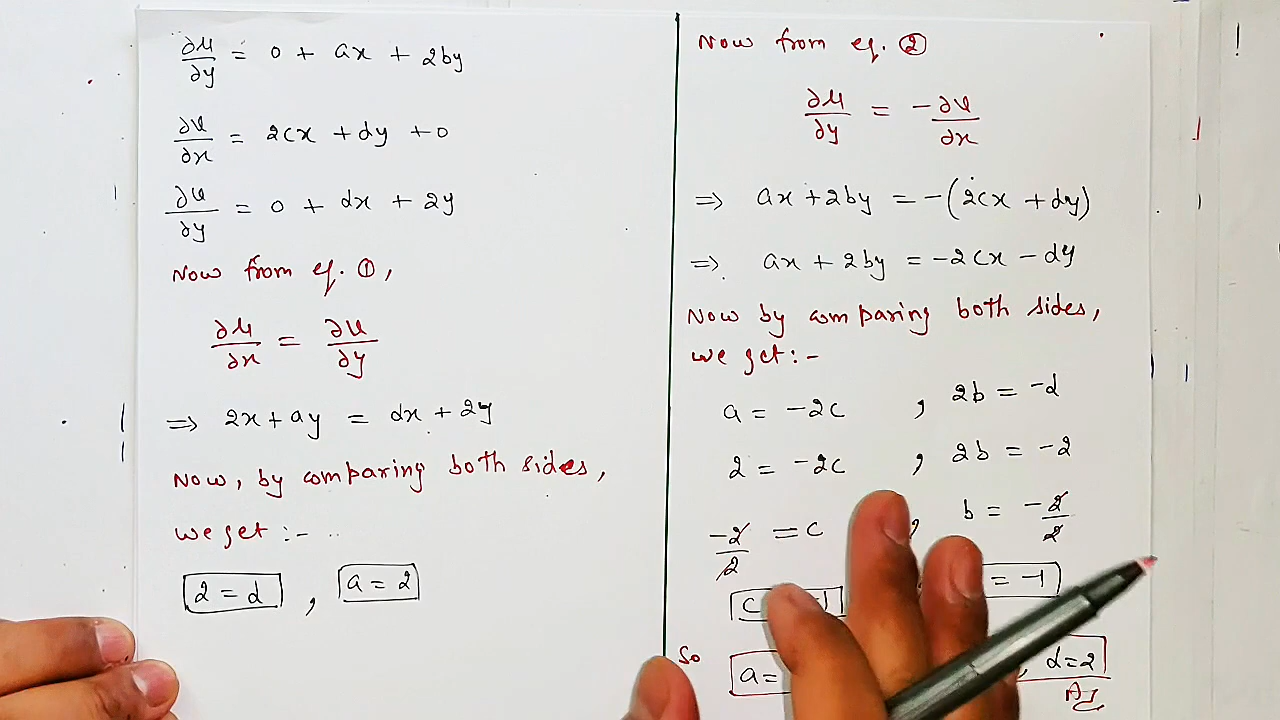 ∂u/∂y = 0 + ax + 2by
∂v/∂x = 2cx + dy + 0
∂v/∂y = 0 + dx + 2y
Now from eq. ①,
∂u/∂x = ∂v/∂y
⇒ 2x + ay = dx + 2y
Now, by comparing both sides,
we get :-
2 = d , a = 2
Now from eq. ②
∂u/∂y = -∂v/∂x
⇒ ax + 2by = -(2cx + dy)
⇒ ax + 2by = -2cx - dy
Now by comparing both sides,
we get :-
a = -2c , 2b = -d
2 = -2c , 2b = -2
-2/2 = c , b = -2/2
c = -1
So a= , d=2